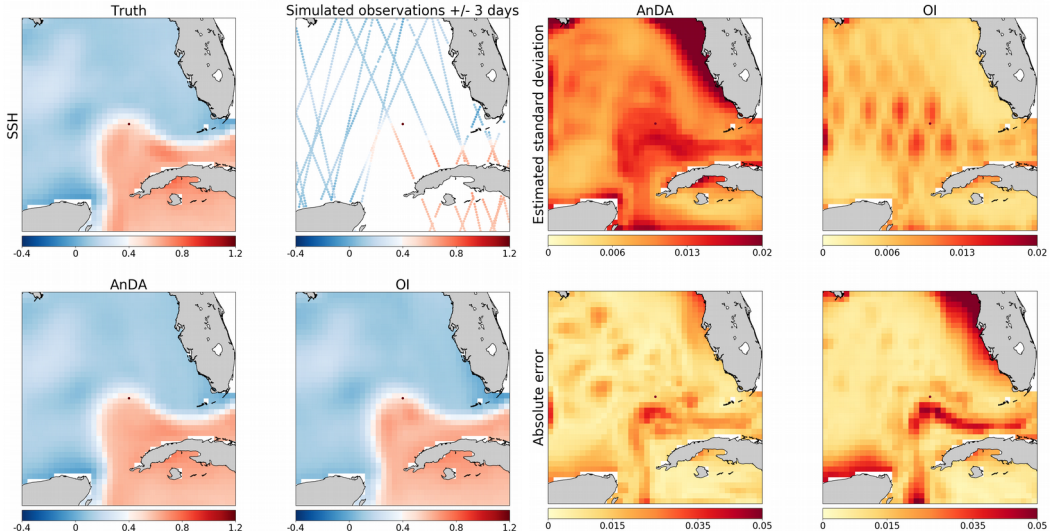 Truth
Simulated observations +/- 3 days
AnDA
OI
SSH
Estimated standard deviation
-0.4 0 0.4 0.8 1.2
-0.4 0 0.4 0.8 1.2
0 0.006 0.013 0.02
0 0.006 0.013 0.02
AnDA
OI
Absolute error
-0.4 0 0.4 0.8 1.2
-0.4 0 0.4 0.8 1.2
0 0.015 0.035 0.05
0 0.015 0.035 0.05